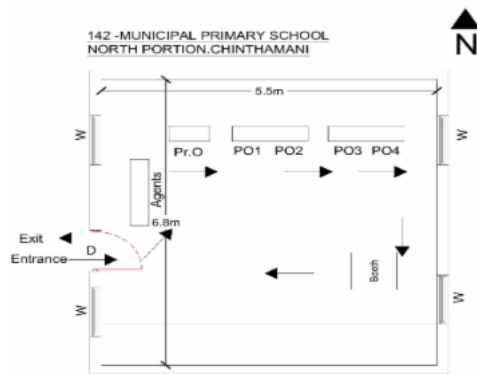 142 -MUNICIPAL PRIMARY SCHOOL
NORTH PORTION.CHINTHAMANI
N
5.5m
W
W
Pr.O
PO1
PO2
PO3
PO4
Agents
6.8m
Exit
D
Entrance
Booth
W
W